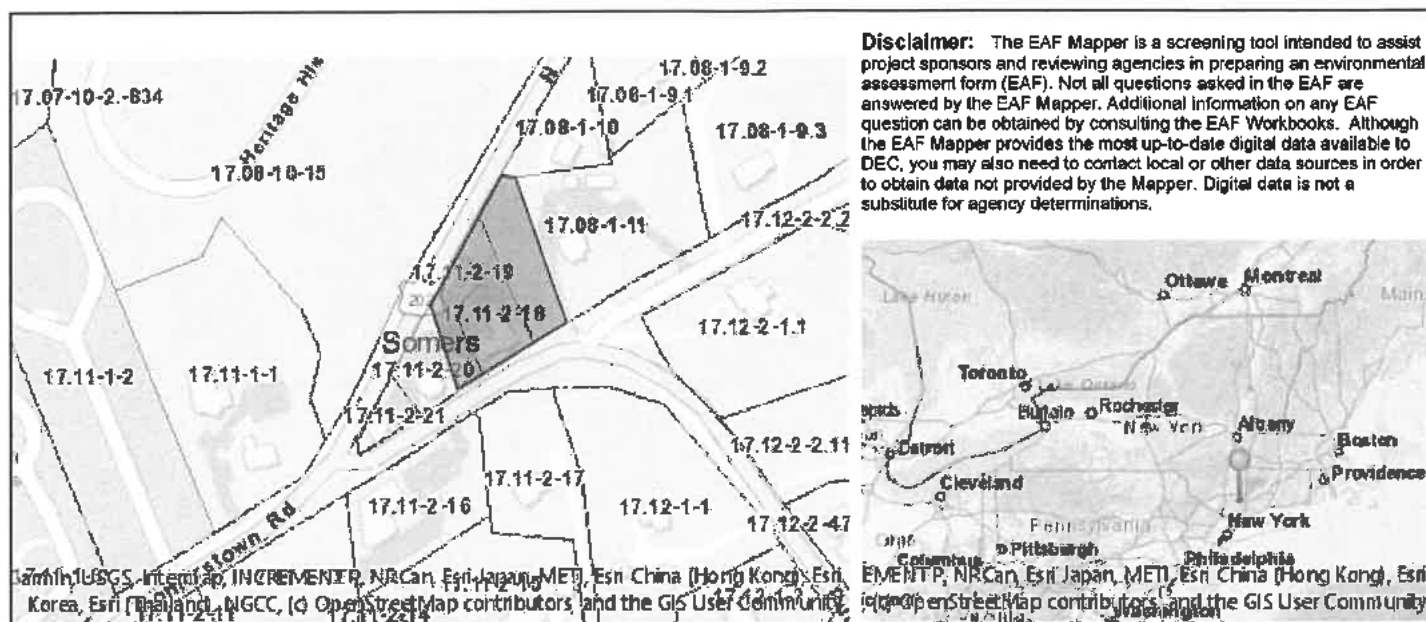 Disclaimer: The EAF Mapper is a screening tool intended to assist
project sponsors and reviewing agencies in preparing an environmental
assessment form (EAF). Not all questions asked in the EAF are
answered by the EAF Mapper. Additional information on any EAF
question can be obtained by consulting the EAF Workbooks. Although
the EAF Mapper provides the most up-to-date digital data available to
DEC, you may also need to contact local or other data sources in order
to obtain data not provided by the Mapper. Digital data is not a
substitute for agency determinations.
17.07-10-2.-834
Heritage Hls
17.08-10-15
N
17.08-1-9.2
17.08-1-9.1
17.08-1-10
17.08-1-9.3
17.12-2-2.2
17.08-1-11
17.11-2-19
202
17.11-2-18
Somers
17.12-2-1.1
17.11-1-2
17.11-1-1
17.11-2-20
17.11-2-21
17.12-2-2.11
17.11-2-17
17.11-2-16
17.12-1-1
17.12-2-47
Rd
USGS, Intermap, INCREMENT P, NRCan, Esri Japan, METI, Esri China (Hong Kong), Esri
Korea, Esri (Thailand), NGCC, (c) OpenStreetMap contributors, and the GIS User Community
Ottawa
Montreal
Main
Lake Huron
Toronto
Lake Ontario
Buffalo
Rochester
New York
Albany
Detroit
Boston
Providence
Cleveland
New York
Pennsylvania
Pittsburgh
Philadelphia
Columbus
EMENT P, NRCan, Esri Japan, METI, Esri China (Hong Kong), Esri
(c) OpenStreetMap contributors, and the GIS User Community
Washington